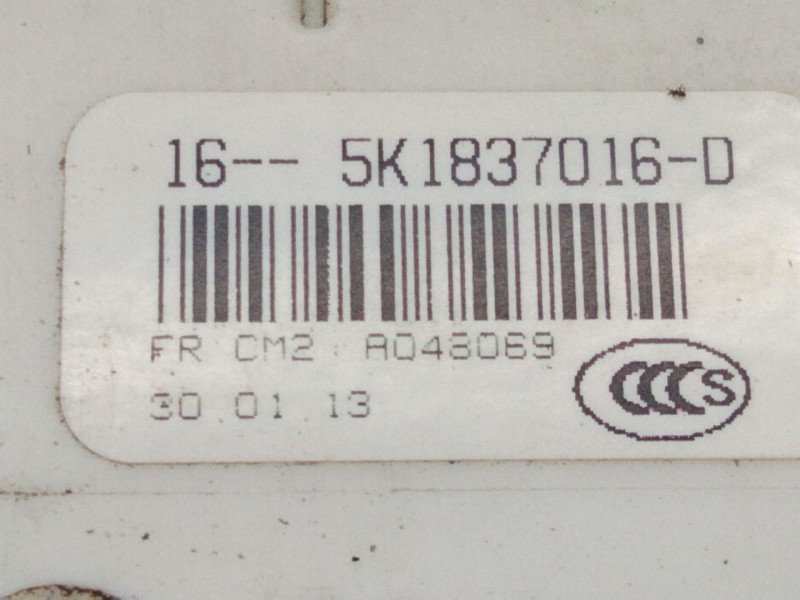 16-- 5K1837016-D
FR CM2 A048069
30 01 13
CCCS